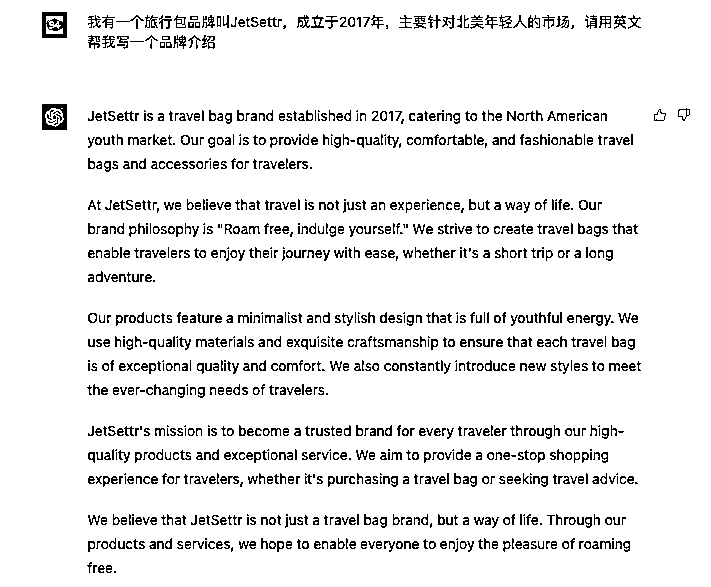 我有一个旅行包品牌叫JetSettr，成立于2017年，主要针对北美年轻人的市场，请用英文
帮我写一个品牌介绍
JetSettr is a travel bag brand established in 2017, catering to the North American
youth market. Our goal is to provide high-quality, comfortable, and fashionable travel
bags and accessories for travelers.
At JetSettr, we believe that travel is not just an experience, but a way of life. Our
brand philosophy is "Roam free, indulge yourself." We strive to create travel bags that
enable travelers to enjoy their journey with ease, whether it's a short trip or a long
adventure.
Our products feature a minimalist and stylish design that is full of youthful energy. We
use high-quality materials and exquisite craftsmanship to ensure that each travel bag
is of exceptional quality and comfort. We also constantly introduce new styles to meet
the ever-changing needs of travelers.
JetSettr's mission is to become a trusted brand for every traveler through our high-
quality products and exceptional service. We aim to provide a one-stop shopping
experience for travelers, whether it's purchasing a travel bag or seeking travel advice.
We believe that JetSettr is not just a travel bag brand, but a way of life. Through our
products and services, we hope to enable everyone to enjoy the pleasure of roaming
free.